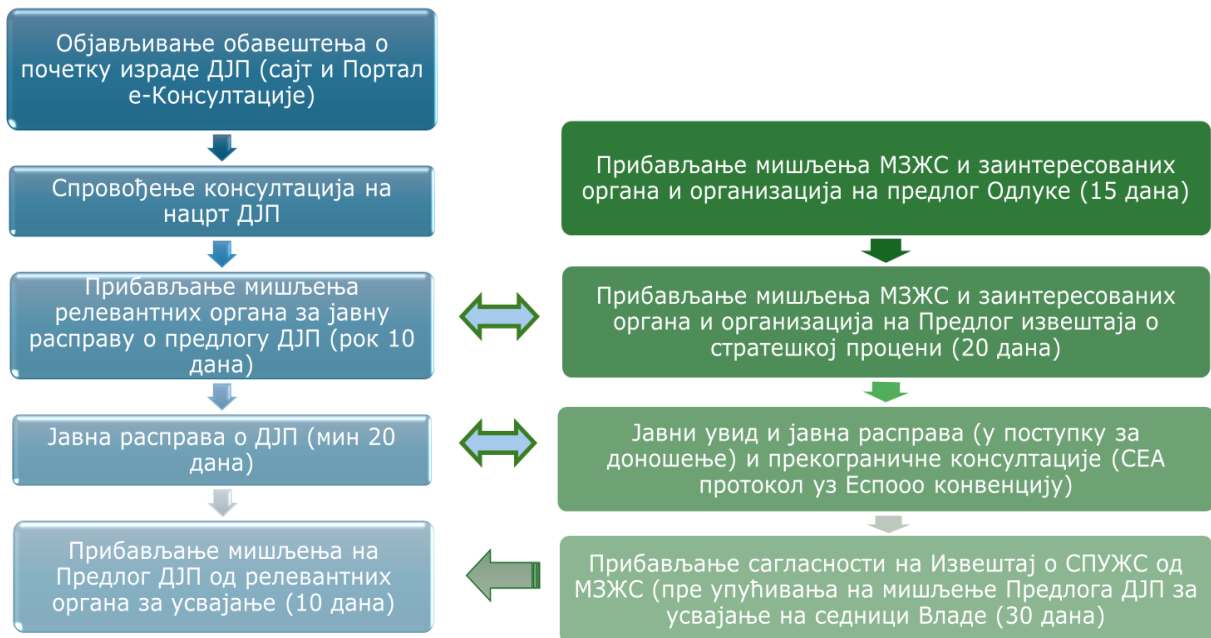 Објављивање обавештења о
почетку израде ДЈП (сајт и Портал
е-Консултације)
Спровођење консултација на
нацрт ДЈП
Прибављање мишљења
релевантних органа за јавну
расправу о предлогу ДЈП (рок 10
дана)
Јавна расправа о ДЈП (мин 20
дана)
Прибављање мишљења на
Предлог ДЈП од релевантних
органа за усвајање (10 дана)
Прибављање мишљења МЗЖС и заинтересованих
органа и организација на предлог Одлуке (15 дана)
Прибављање мишљења МЗЖС и заинтересованих
органа и организација на Предлог извештаја о
стратешкој процени (20 дана)
Јавни увид и јавна расправа (у поступку за
доношење) и прекограничне консултације (СЕА
протокол уз Еспооо конвенцију)
Прибављање сагласности на Извештај о СПУЖС од
МЗЖС (пре упућивања на мишљење Предлога ДЈП за
усвајање на седници Владе (30 дана)